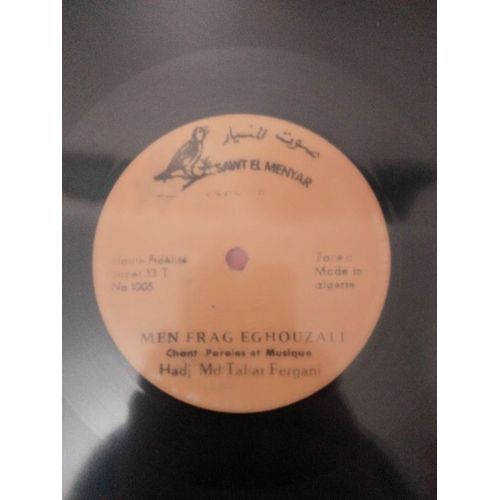 صوت المنيار
SAWT EL MENYAR
Haute Fidélité
super 33 T
No 1005
Face
Made in
algerie
MEN FRAG EGHOUZALI
Chant Paroles et Musique
Hadj Md Tahar Fergani